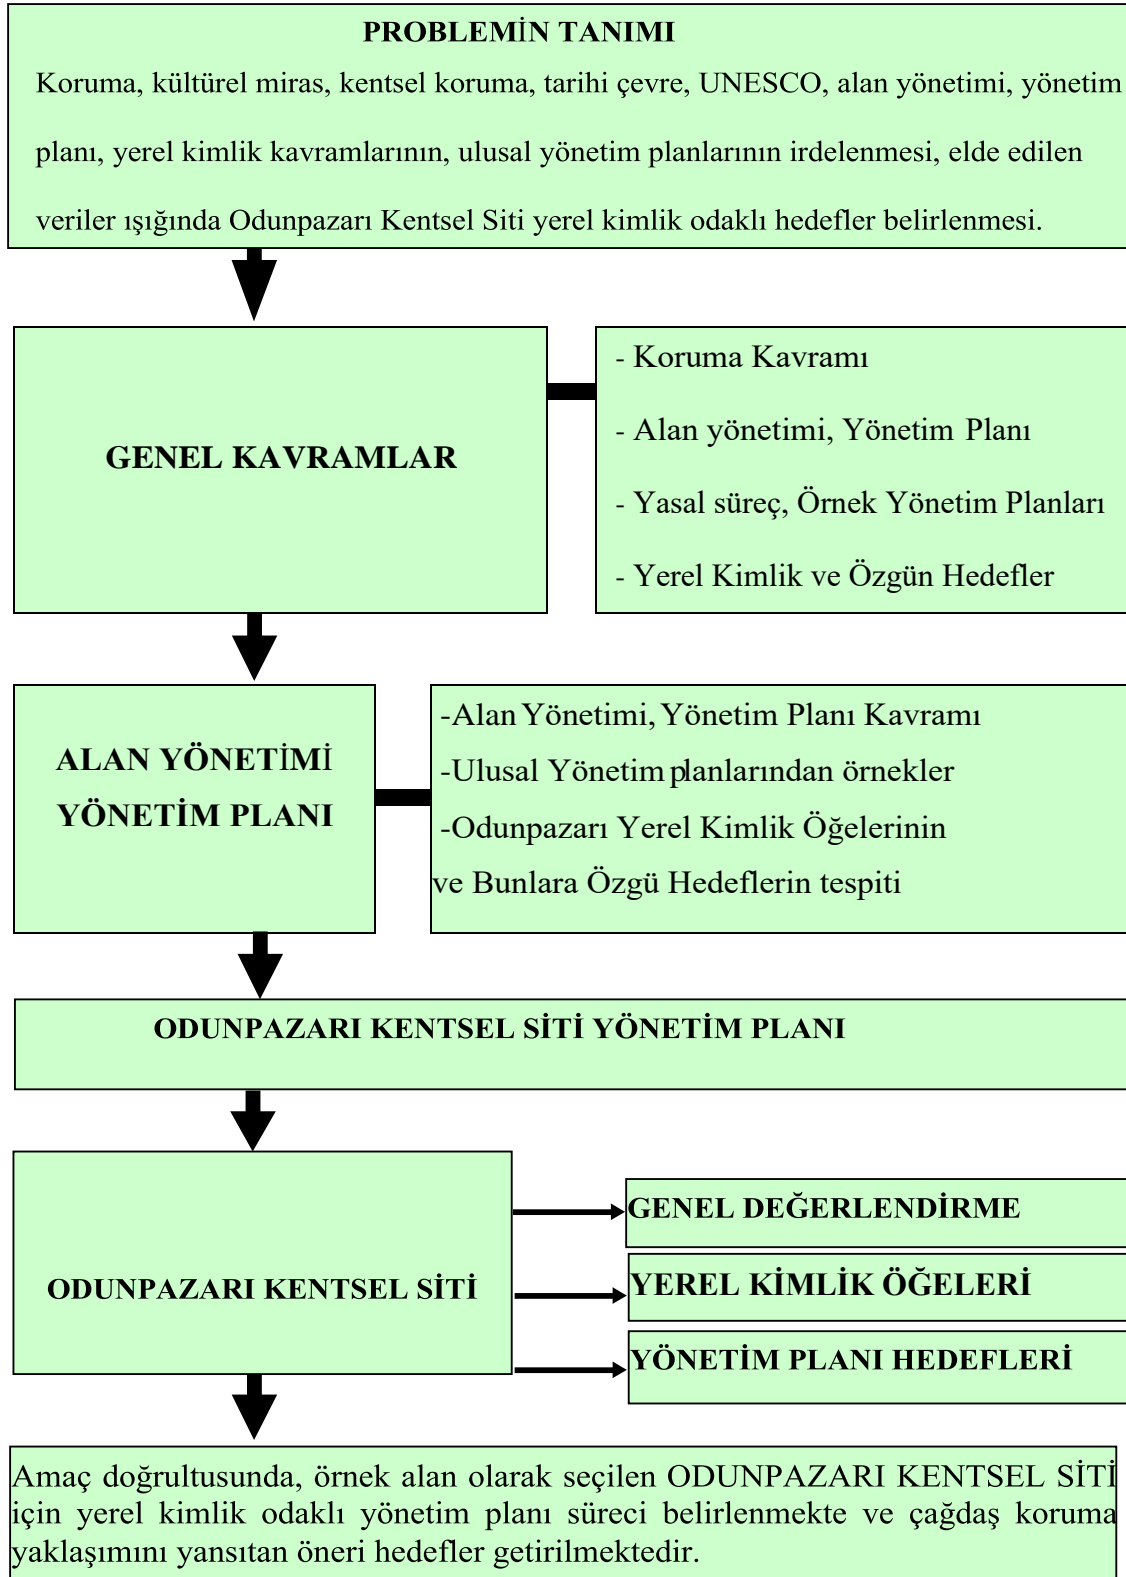 PROBLEMİN TANIMI
Koruma, kültürel miras, kentsel koruma, tarihi çevre, UNESCO, alan yönetimi, yönetim
planı, yerel kimlik kavramlarının, ulusal yönetim planlarının irdelenmesi, elde edilen
veriler ışığında Odunpazarı Kentsel Siti yerel kimlik odaklı hedefler belirlenmesi.
GENEL KAVRAMLAR
- Koruma Kavramı
- Alan yönetimi, Yönetim Planı
- Yasal süreç, Örnek Yönetim Planları
- Yerel Kimlik ve Özgün Hedefler
ALAN YÖNETİMİ
YÖNETİM PLANI
-Alan Yönetimi, Yönetim Planı Kavramı
-Ulusal Yönetim planlarından örnekler
-Odunpazarı Yerel Kimlik Öğelerinin
ve Bunlara Özgü Hedeflerin tespiti
ODUNPAZARI KENTSEL SİTİ YÖNETİM PLANI
ODUNPAZARI KENTSEL SİTİ
GENEL DEĞERLENDİRME
YEREL KİMLİK ÖĞELERİ
YÖNETİM PLANI HEDEFLERİ
Amaç doğrultusunda, örnek alan olarak seçilen ODUNPAZARI KENTSEL SİTİ
için yerel kimlik odaklı yönetim planı süreci belirlenmekte ve çağdaş koruma
yaklaşımını yansıtan öneri hedefler getirilmektedir.